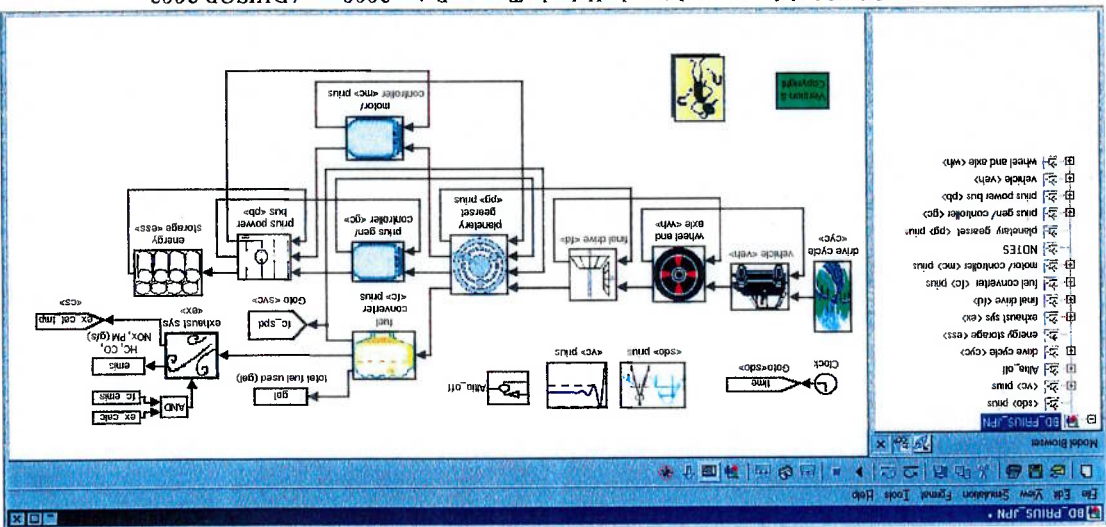 BD_PRIUS_JPN *
File Edit View Simulation Format Tools Help
Model Browser
BD_PRIUS_JPN
<sdo> prius
<vc> prius
Altia_off
drive cycle <cyc>
energy storage <ess>
exhaust sys <ex>
final drive <fd>
fuel converter <fc> prius
motor/ controller <mc> prius
NOTES
planetary gearset <pg> prius
prius gen/ controller <gc>
prius power bus <pb>
vehicle <veh>
wheel and axle <wh>
Clock
time
Goto<sdo>
<sdo> prius
<vc> prius
Altia_off
gal
total fuel used (gal)
ex_calc
fc_emis
AND
emis
HC, CO,
NOx, PM (g/s)
ex_cat_tmp
<cs>
exhaust sys
<ex>
fuel
converter
<fc> prius
fc_spd
Goto <svc>
drive cycle
<cyc>
vehicle <veh>
wheel and
axle <wh>
final drive <fd>
planetary
gearset
<pg> prius
prius gen/
controller <gc>
prius power
bus <pb>
energy
storage <ess>
motor/
controller <mc> prius
Version &
Copyright